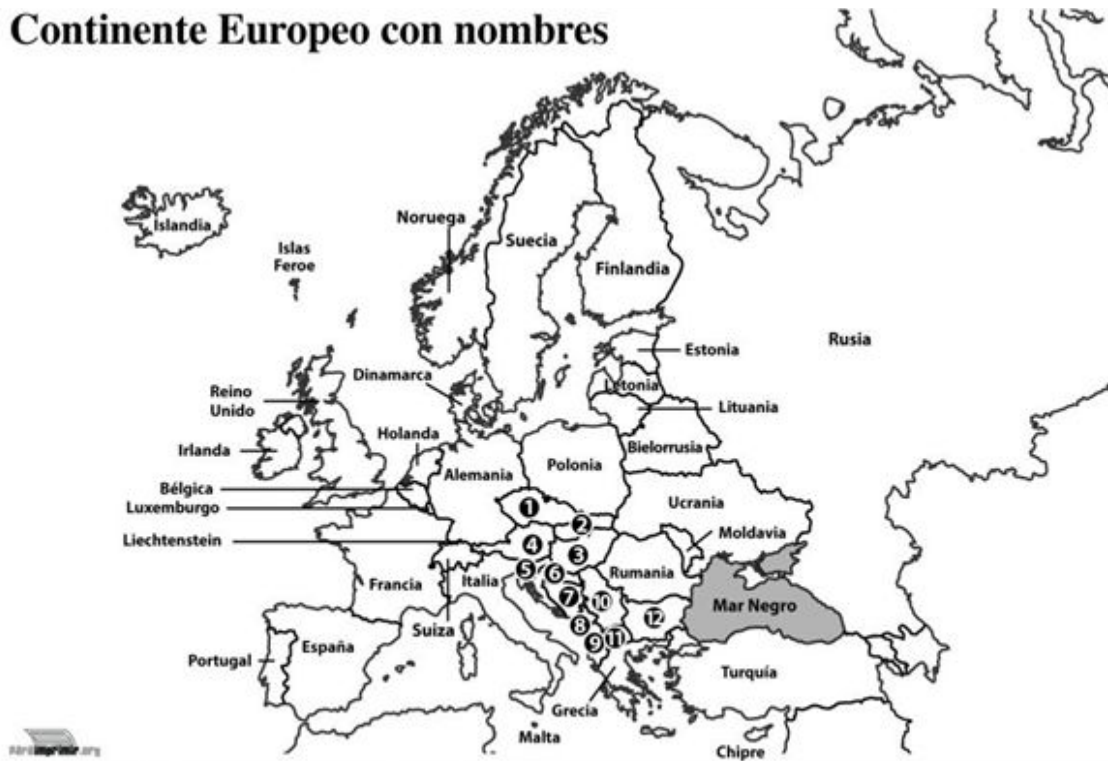 Continente Europeo con nombres
Islandia
Islas
Feroe
Noruega
Suecia
Finlandia
Rusia
Estonia
Letonia
Lituania
Dinamarca
Reino
Unido
Irlanda
Holanda
Bielorrusia
Polonia
Alemania
Bélgica
Luxemburgo
Liechtenstein
Ucrania
Moldavia
1
2
3
4
5
6
7
8
9
10
11
12
Rumania
Francia
Italia
Suiza
Mar Negro
España
Portugal
Turquía
Grecia
Malta
Chipre
paraimprimir.org